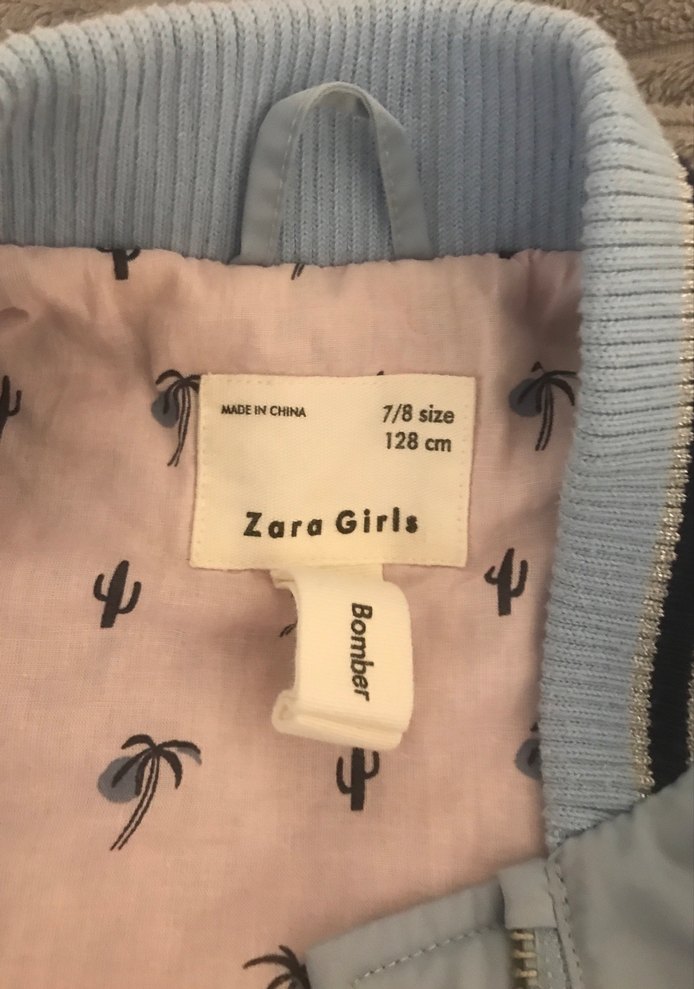 MADE IN CHINA
7/8 size
128 cm
Zara Girls
Bomber